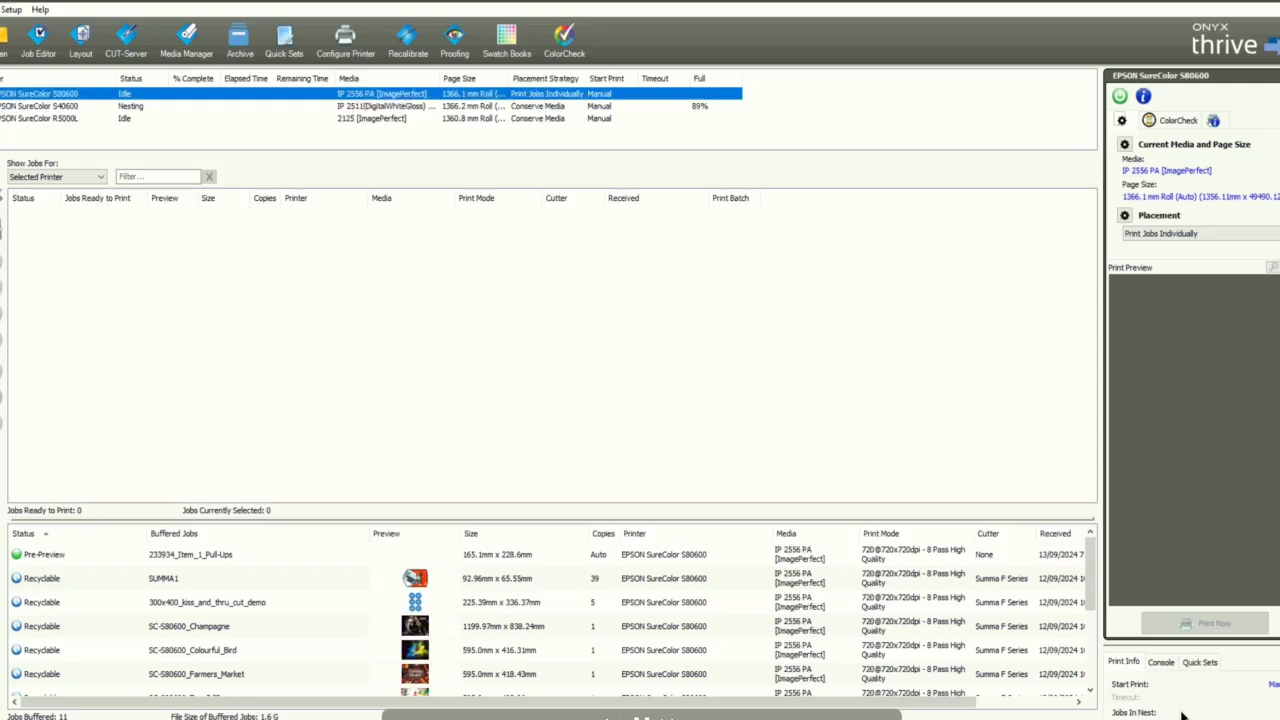 Setup Help
Job Editor Layout CUT-Server Media Manager Archive Quick Sets Configure Printer Recalibrate Proofing Swatch Books ColorCheck
ONYX
thrive
Status % Complete Elapsed Time Remaining Time Media Page Size Placement Strategy Start Print Timeout Full
SureColor S80600 Idle IP 2556 PA [ImagePerfect] 1366.1 mm Roll (... Print Jobs Individually Manual
SureColor S40600 Nesting IP 2511(DigitalWhiteGloss) ... 1366.2 mm Roll (... Conserve Media Manual 89%
SureColor R5000L Idle 2125 [ImagePerfect] 1360.8 mm Roll (... Conserve Media Manual
Show Jobs For:
Selected Printer Filter... X
Status Jobs Ready to Print Preview Size Copies Printer Media Print Mode Cutter Received Print Batch
Jobs Ready to Print: 0 Jobs Currently Selected: 0
Status Buffered Jobs Preview Size Copies Printer Media Print Mode Cutter Received
Pre-Preview 233934_Item_1_Pull-Ups 165.1mm x 228.6mm Auto EPSON SureColor S80600 IP 2556 PA [ImagePerfect] 720@720x720dpi - 8 Pass High Quality None 13/09/2024
Recyclable SUMMA1 92.96mm x 65.55mm 39 EPSON SureColor S80600 IP 2556 PA [ImagePerfect] 720@720x720dpi - 8 Pass High Quality Summa F Series 12/09/2024
Recyclable 300x400_kiss_and_thru_cut_demo 225.39mm x 336.37mm 5 EPSON SureColor S80600 IP 2556 PA [ImagePerfect] 720@720x720dpi - 8 Pass High Quality Summa F Series 12/09/2024
Recyclable SC-S80600_Champagne 1199.97mm x 838.24mm 1 EPSON SureColor S80600 IP 2556 PA [ImagePerfect] 720@720x720dpi - 8 Pass High Quality Summa F Series 12/09/2024
Recyclable SC-S80600_Colourful_Bird 595.0mm x 416.31mm 1 EPSON SureColor S80600 IP 2556 PA [ImagePerfect] 720@720x720dpi - 8 Pass High Quality Summa F Series 12/09/2024
Recyclable SC-S80600_Farmers_Market 595.0mm x 418.43mm 1 EPSON SureColor S80600 IP 2556 PA [ImagePerfect] 720@720x720dpi - 8 Pass High Quality Summa F Series 12/09/2024
Jobs Buffered: 11 File Size of Buffered Jobs: 1.6 G
EPSON SureColor S80600
ColorCheck
Current Media and Page Size
Media:
IP 2556 PA [ImagePerfect]
Page Size:
1366.1 mm Roll (Auto) (1356.11mm x 49490.12
Placement
Print Jobs Individually
Print Preview
Print Now
Print Info Console Quick Sets
Start Print:
Timeout:
Jobs In Nest: